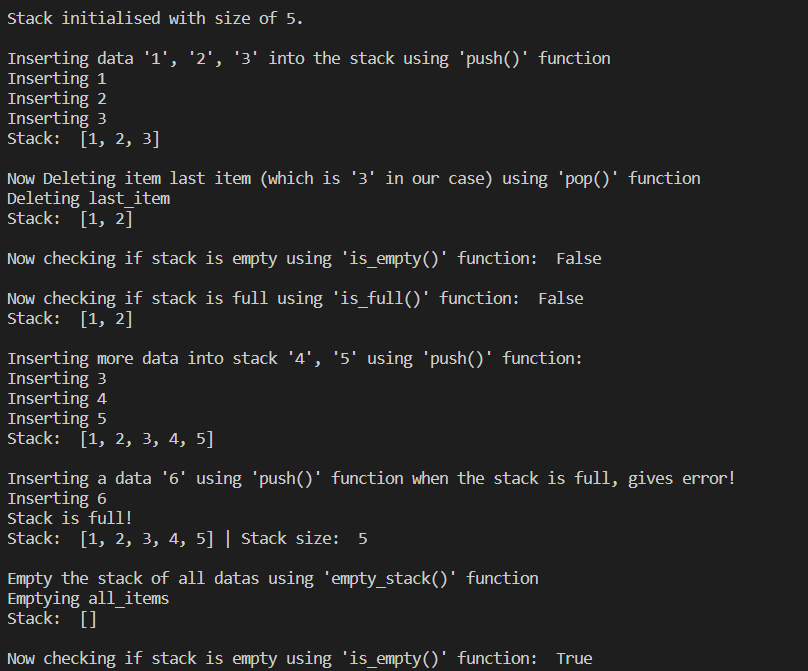 Stack initialised with size of 5.
Inserting data '1', '2', '3' into the stack using 'push()' function
Inserting 1
Inserting 2
Inserting 3
Stack:  [1, 2, 3]
Now Deleting item last item (which is '3' in our case) using 'pop()' function
Deleting last_item
Stack:  [1, 2]
Now checking if stack is empty using 'is_empty()' function:  False
Now checking if stack is full using 'is_full()' function:  False
Stack:  [1, 2]
Inserting more data into stack '4', '5' using 'push()' function:
Inserting 3
Inserting 4
Inserting 5
Stack:  [1, 2, 3, 4, 5]
Inserting a data '6' using 'push()' function when the stack is full, gives error!
Inserting 6
Stack is full!
Stack:  [1, 2, 3, 4, 5] | Stack size:  5
Empty the stack of all datas using 'empty_stack()' function
Emptying all_items
Stack:  []
Now checking if stack is empty using 'is_empty()' function:  True